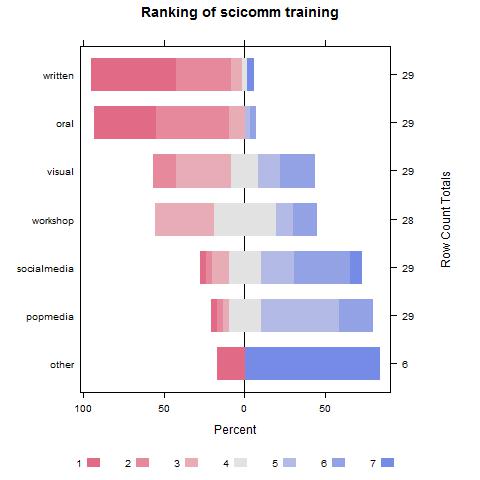 Ranking of scicomm training
written 29
oral 29
visual 29
workshop 28
socialmedia 29
popmedia 29
other 6
Row Count Totals
100 50 0 50
Percent
1 2 3 4 5 6 7